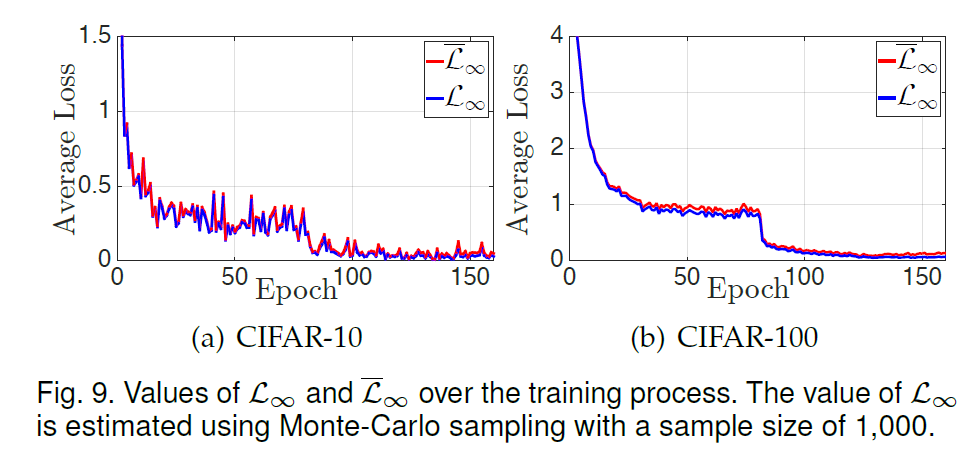 1.5
1
0.5
0
0
50
100
150
Average Loss
Epoch
ℒ̅∞
ℒ∞
(a) CIFAR-10
4
3
2
1
0
0
50
100
150
Average Loss
Epoch
ℒ̅∞
ℒ∞
(b) CIFAR-100
Fig. 9. Values of ℒ∞ and ℒ̅∞ over the training process. The value of ℒ∞
is estimated using Monte-Carlo sampling with a sample size of 1,000.